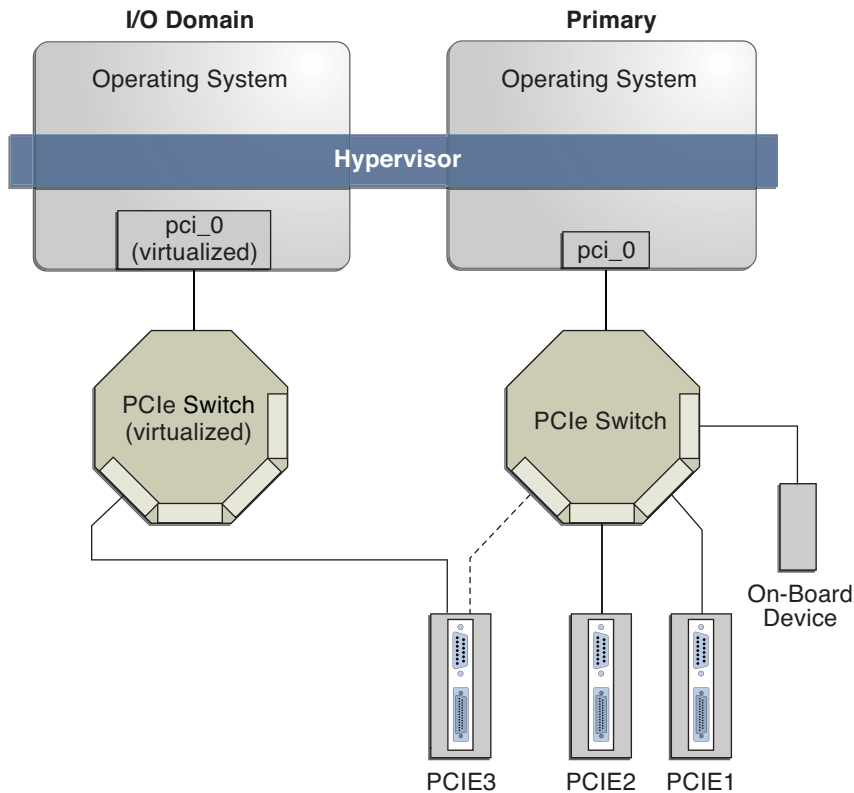 I/O Domain
Primary
Operating System
Operating System
Hypervisor
pci_0
(virtualized)
pci_0
PCIe Switch
(virtualized)
PCIe Switch
On-Board
Device
PCIE3
PCIE2
PCIE1